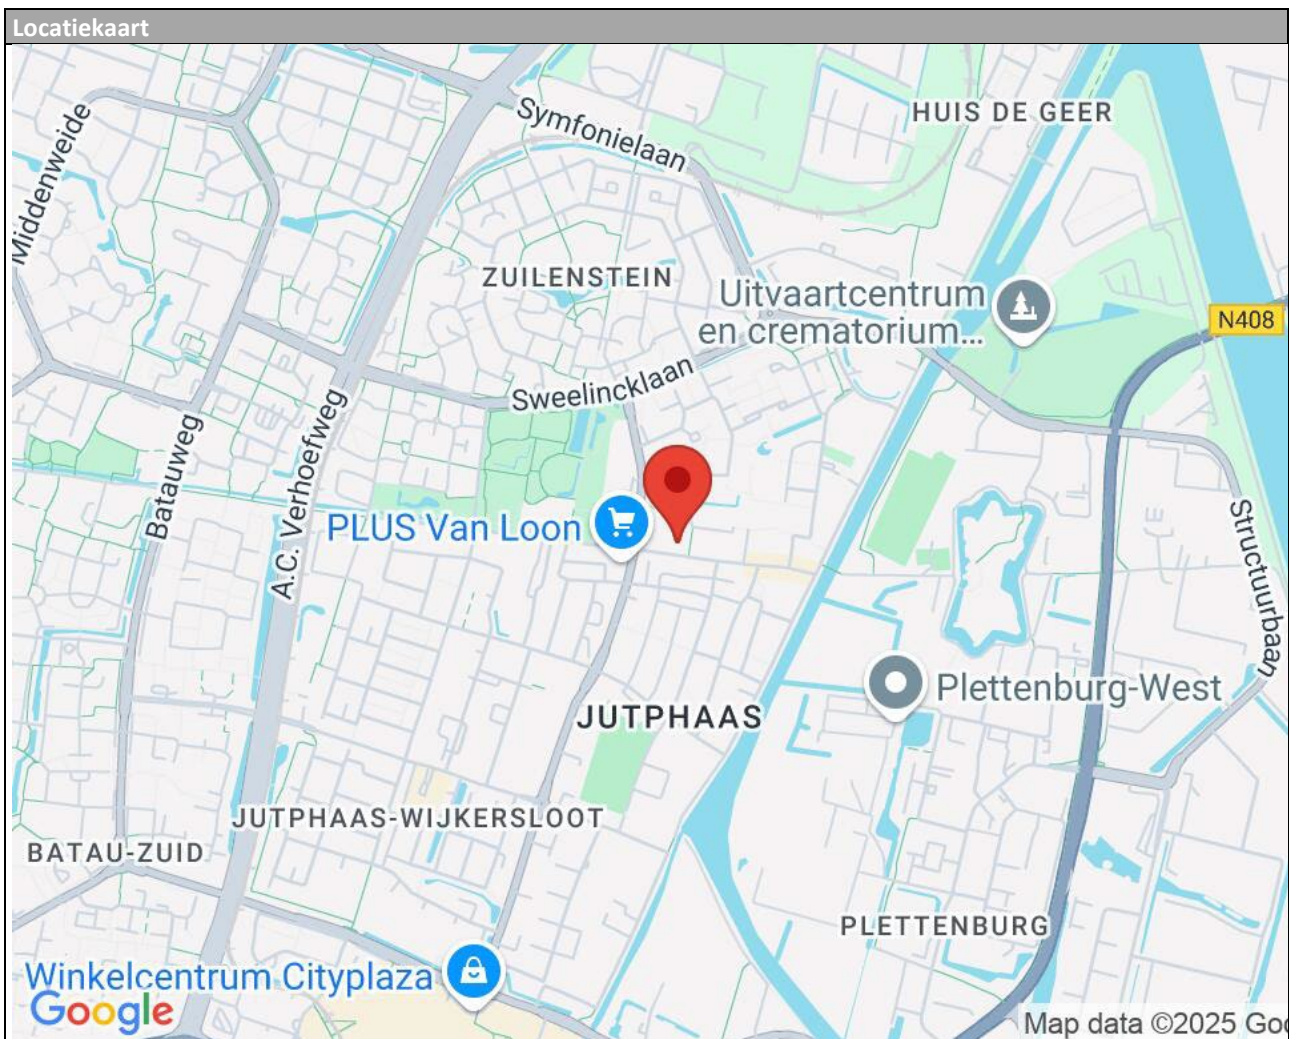 Locatiekaart
HUIS DE GEER
Symfonielaan
Middenweide
ZUILENSTEIN
Uitvaartcentrum
en crematorium...
N408
Sweelincklaan
Batauweg
A.C. Verhoefweg
PLUS Van Loon
Structuurbaan
Plettenburg-West
JUTPHAAS
JUTPHAAS-WIJKERSLOOT
BATAU-ZUID
PLETTENBURG
Winkelcentrum Cityplaza
Google
Map data ©2025 Goo